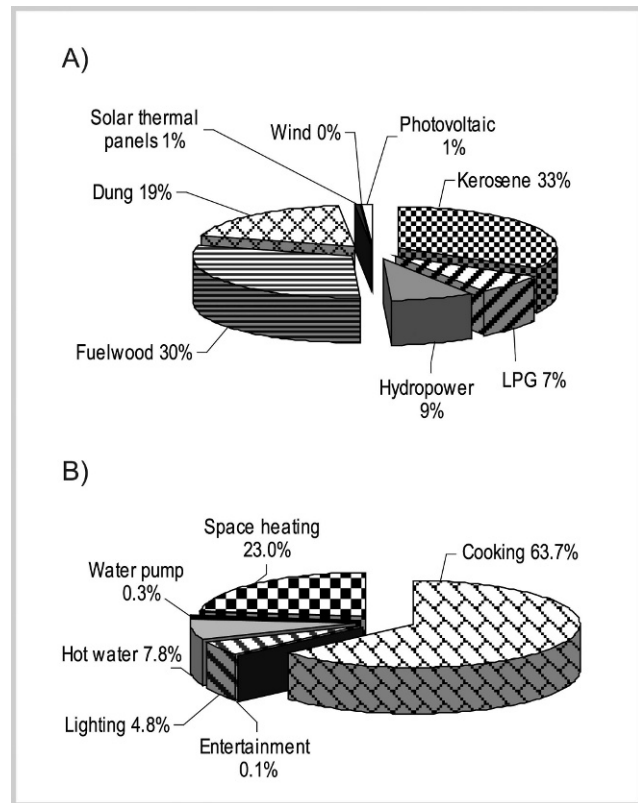 A)
Solar thermal
panels 1%
Wind 0%
Photovoltaic
1%
Kerosene 33%
Dung 19%
Fuelwood 30%
LPG 7%
Hydropower
9%
B)
Space heating
23.0%
Cooking 63.7%
Water pump
0.3%
Hot water 7.8%
Lighting 4.8%
Entertainment
0.1%